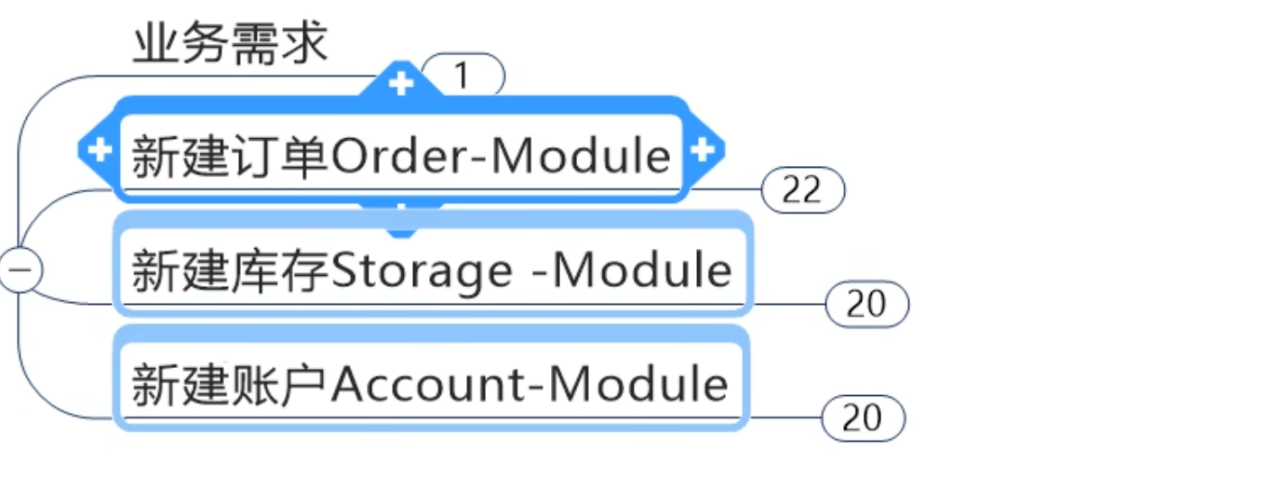 业务需求
1
新建订单Order-Module
22
新建库存Storage -Module
20
新建账户Account-Module
20